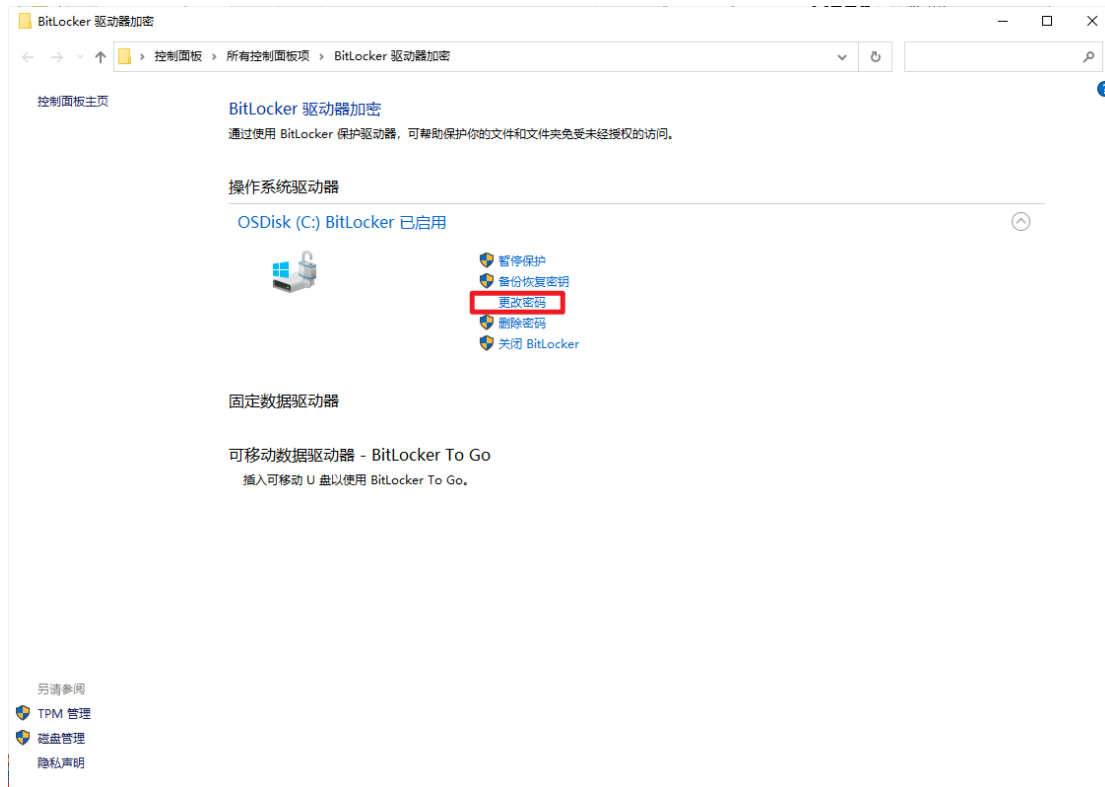 BitLocker 驱动器加密
控制面板 › 所有控制面板项 › BitLocker 驱动器加密
控制面板主页
BitLocker 驱动器加密
通过使用 BitLocker 保护驱动器，可帮助保护你的文件和文件夹免受未经授权的访问。
操作系统驱动器
OSDisk (C:) BitLocker 已启用
暂停保护
备份恢复密钥
更改密码
删除密码
关闭 BitLocker
固定数据驱动器
可移动数据驱动器 - BitLocker To Go
插入可移动 U 盘以使用 BitLocker To Go。
另请参阅
TPM 管理
磁盘管理
隐私声明